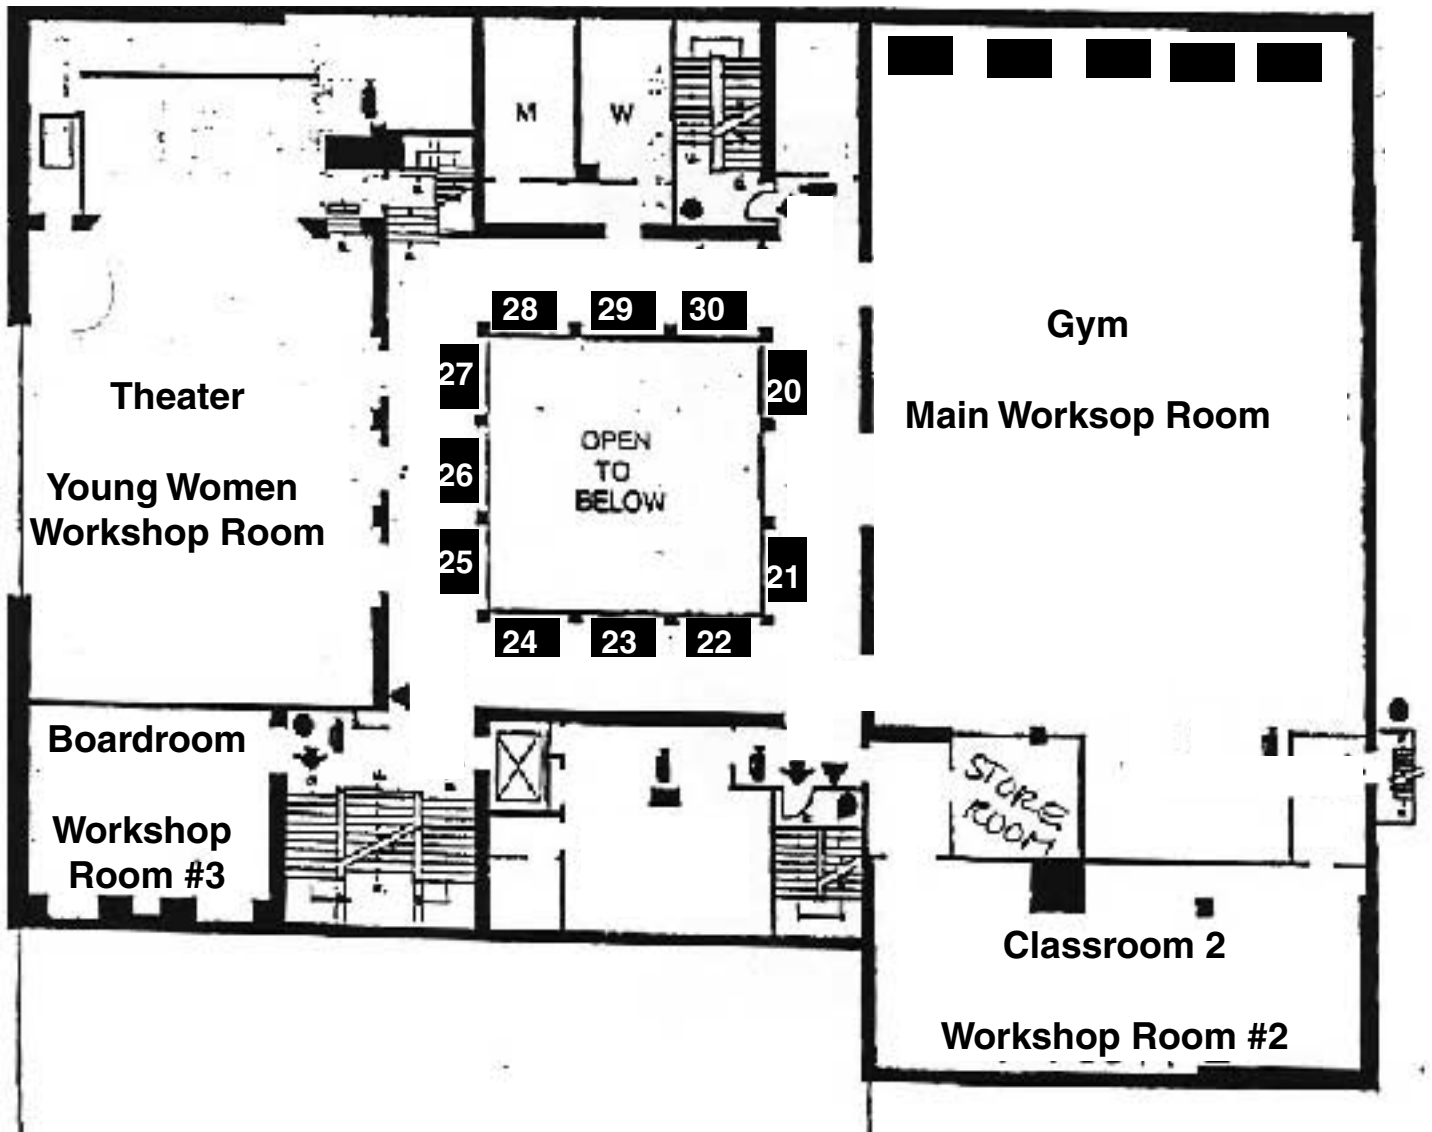 M
W
28
29
30
Gym
27
20
Theater
Main Worksop Room
OPEN
TO
BELOW
26
Young Women
Workshop Room
25
21
24
23
22
Boardroom
Workshop
Room #3
STORE
ROOM
Classroom 2
Workshop Room #2